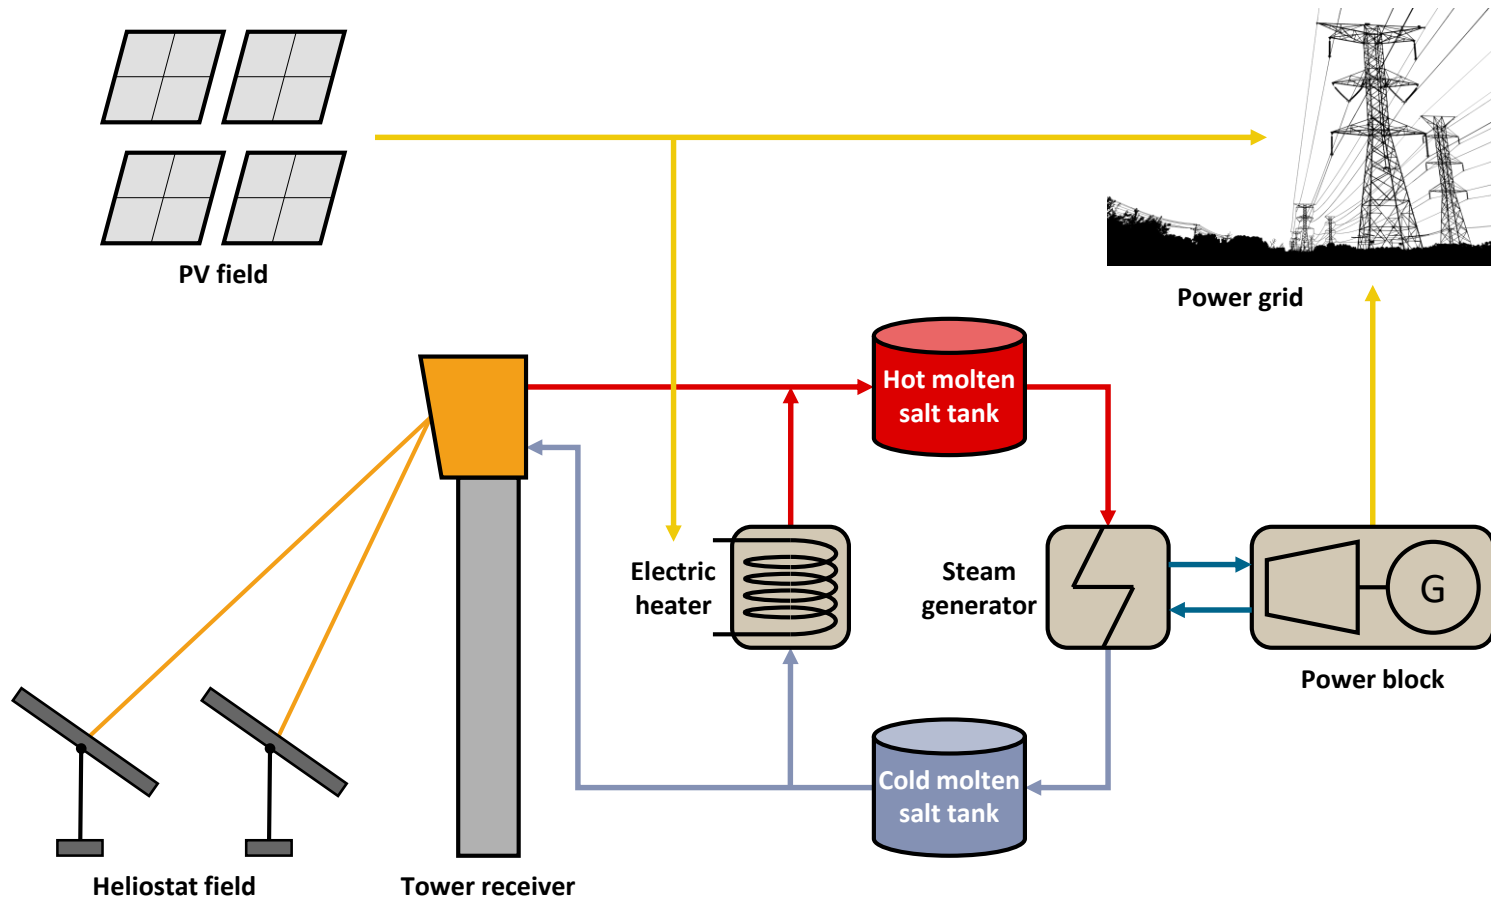 PV field
Power grid
Hot molten
salt tank
Electric
heater
Steam
generator
G
Power block
Cold molten
salt tank
Heliostat field
Tower receiver